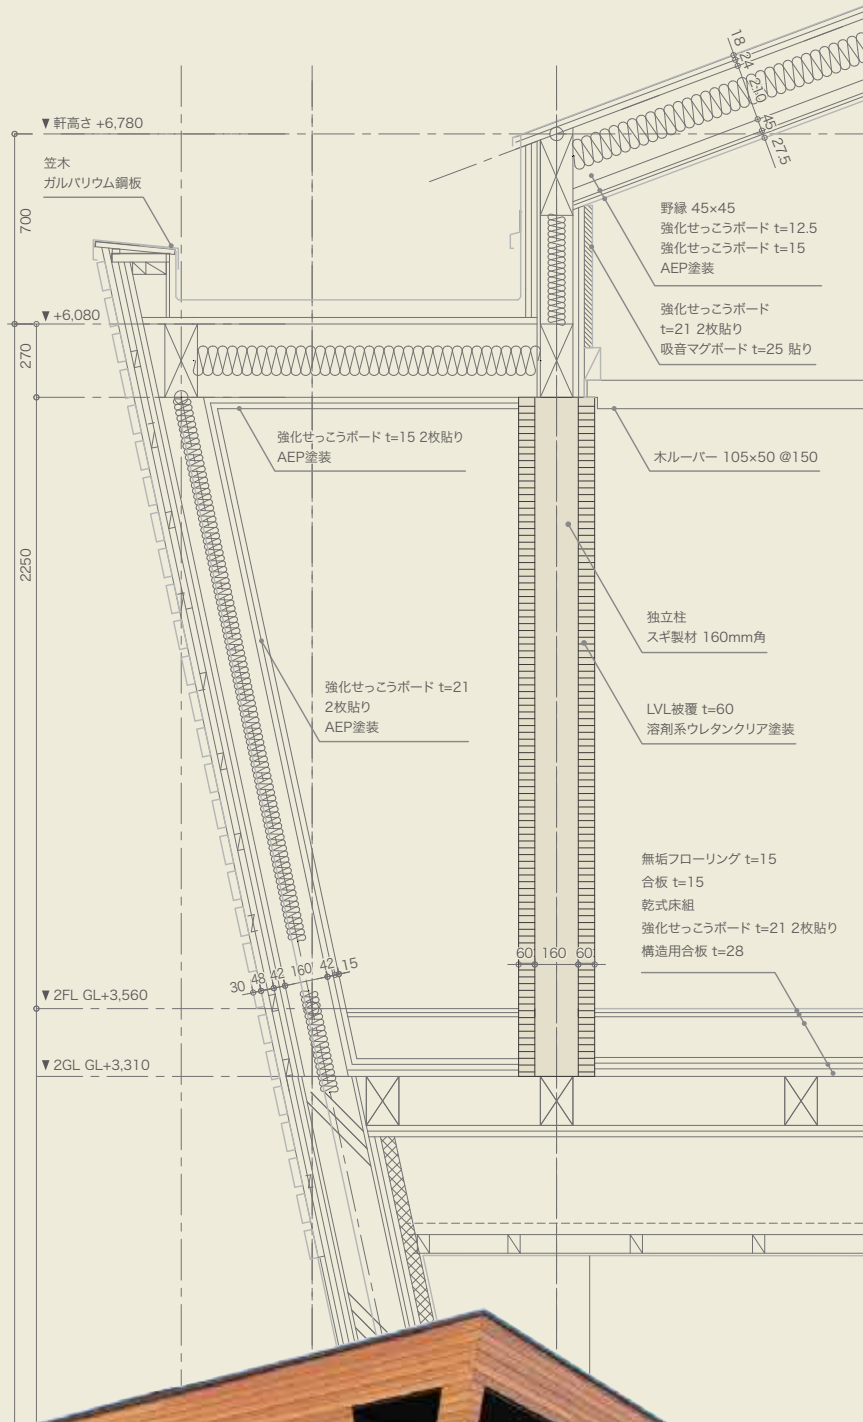 18
24
210
45
27.5
▼軒高さ +6,780
笠木
ガルバリウム鋼板
700
野縁 45×45
強化せっこうボード t=12.5
強化せっこうボード t=15
AEP塗装
▼+6,080
強化せっこうボード
t=21 2枚貼り
吸音マグボード t=25 貼り
270
強化せっこうボード t=15 2枚貼り
AEP塗装
木ルーバー 105×50 @150
2250
独立柱
スギ製材 160mm角
強化せっこうボード t=21
2枚貼り
AEP塗装
LVL被覆 t=60
溶剤系ウレタンクリア塗装
無垢フローリング t=15
合板 t=15
乾式床組
強化せっこうボード t=21 2枚貼り
構造用合板 t=28
60 160 60
30 48 42 160 42 15
▼2FL GL+3,560
▼2GL GL+3,310